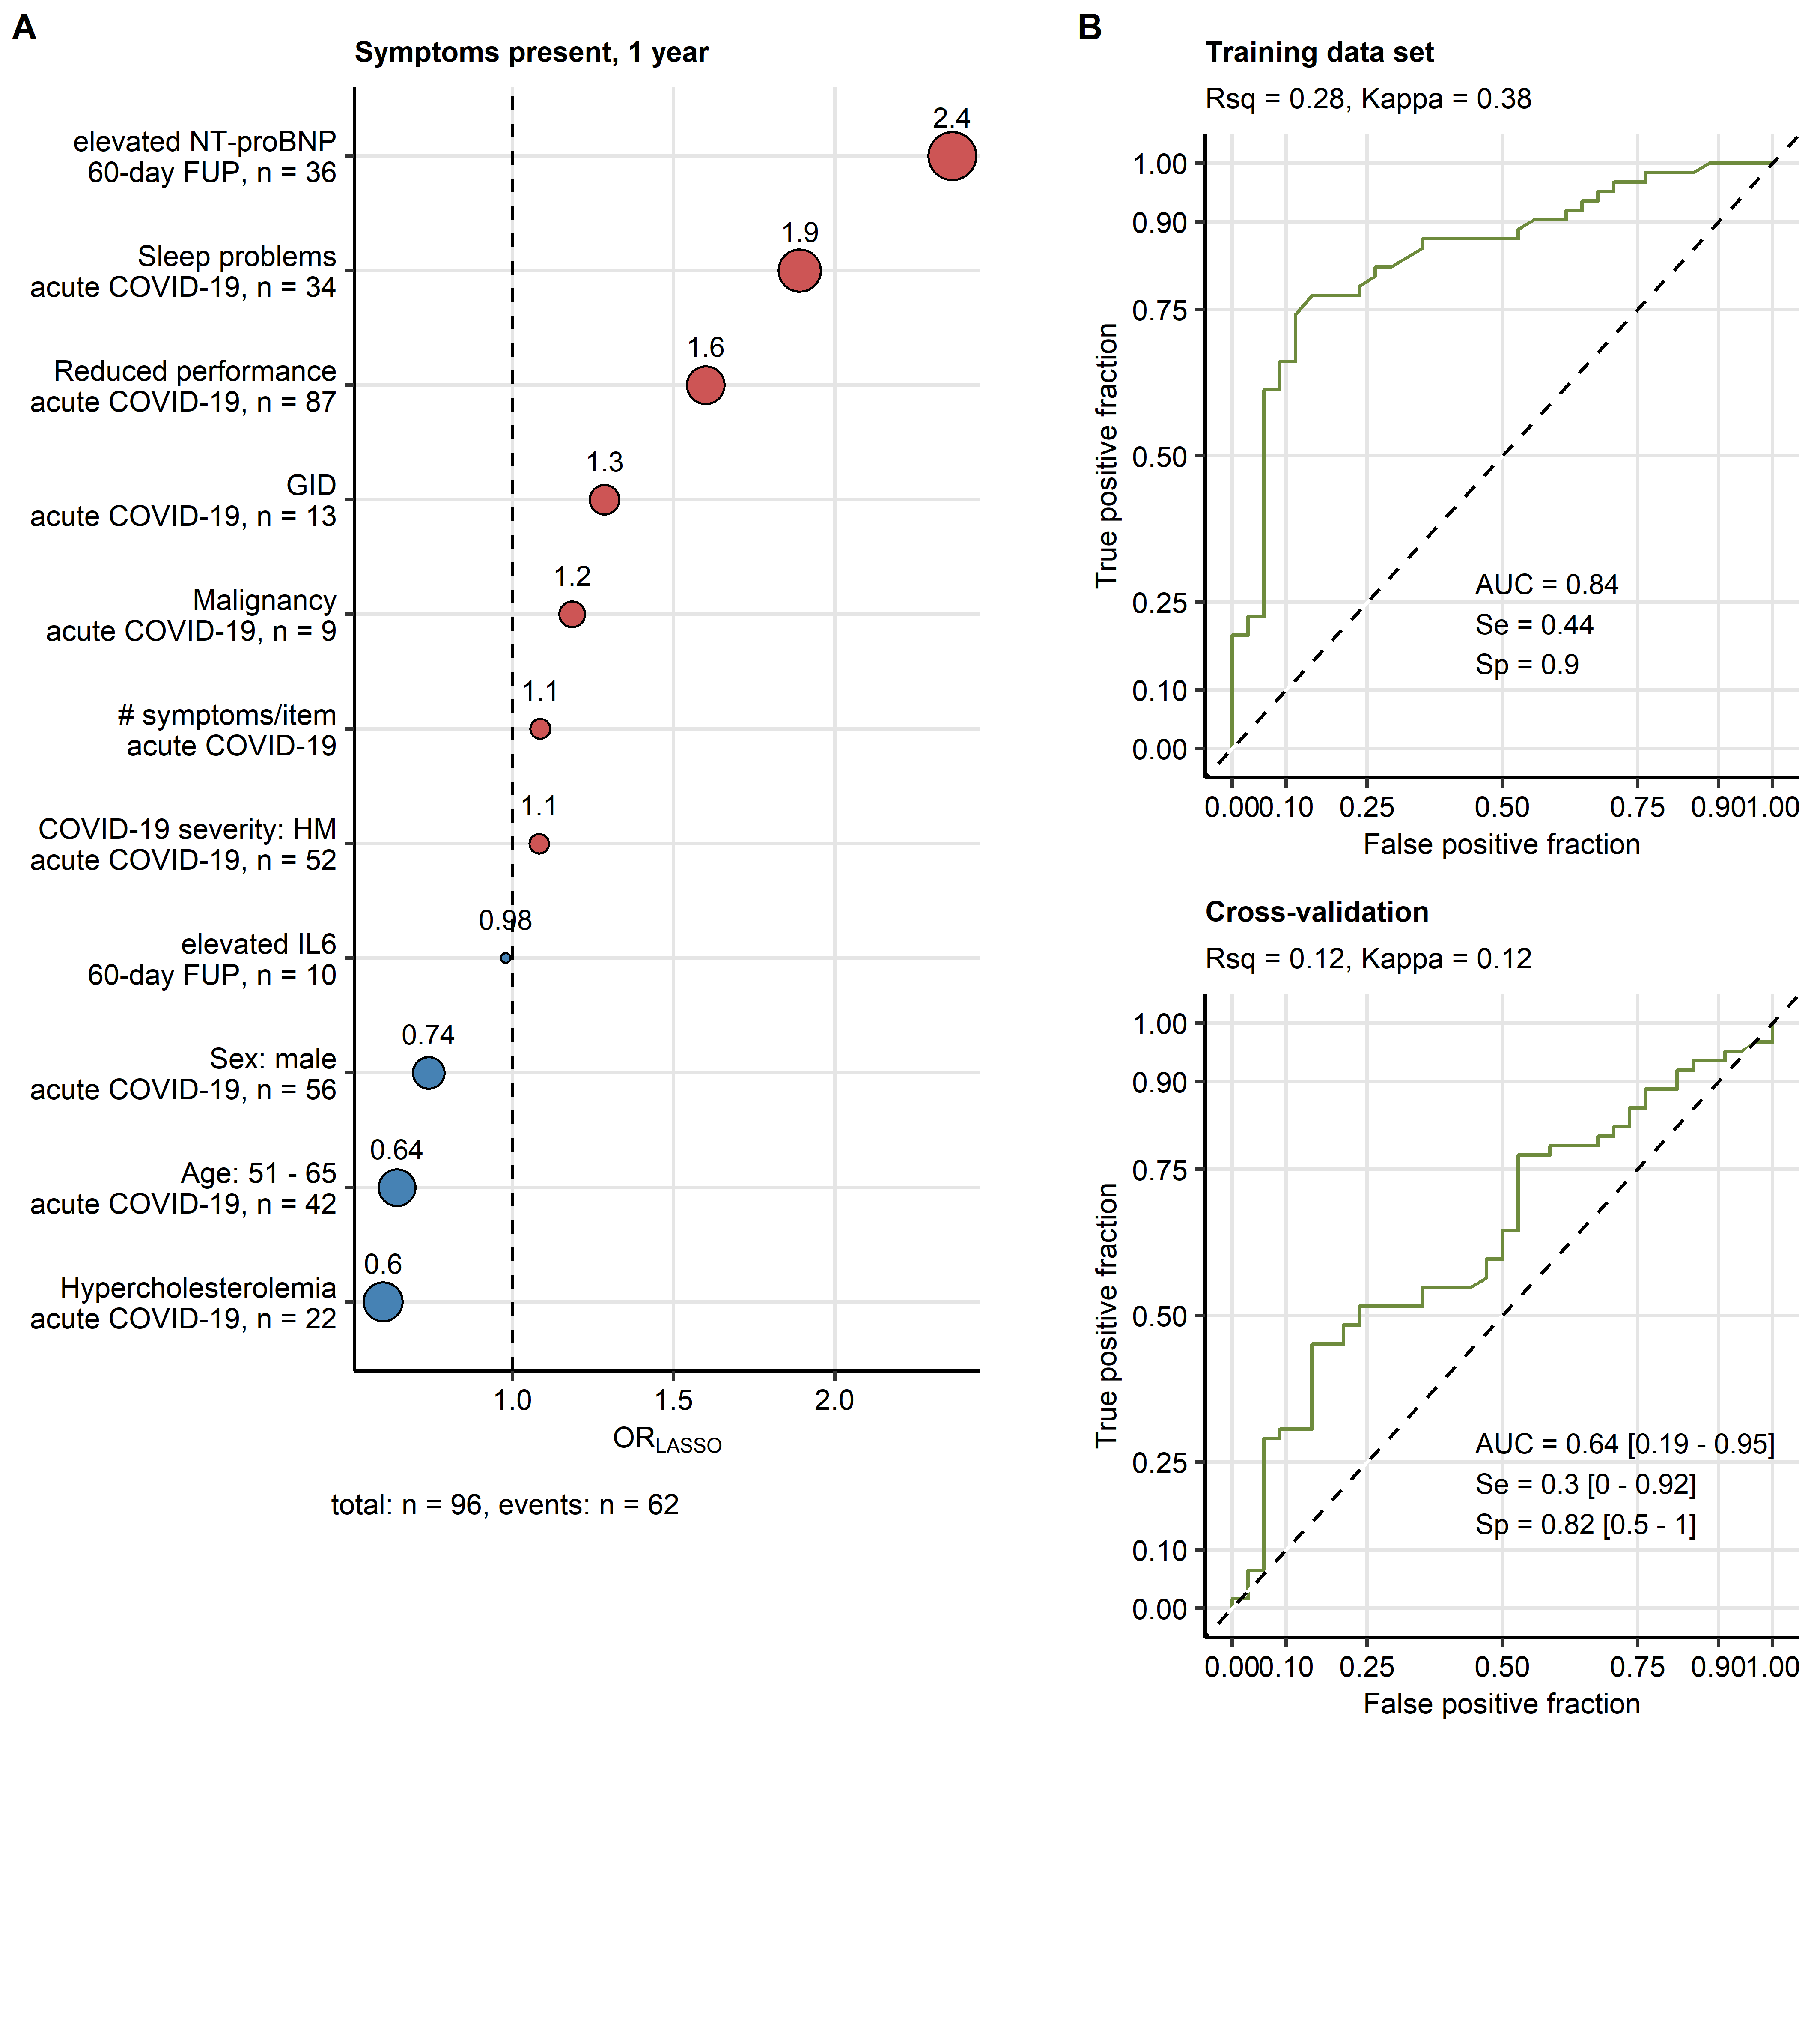 A
Symptoms present, 1 year
elevated NT-proBNP
60-day FUP, n = 36
2.4
Sleep problems
acute COVID-19, n = 34
1.9
Reduced performance
acute COVID-19, n = 87
1.6
GID
acute COVID-19, n = 13
1.3
Malignancy
acute COVID-19, n = 9
1.2
# symptoms/item
acute COVID-19
1.1
COVID-19 severity: HM
acute COVID-19, n = 52
1.1
elevated IL6
60-day FUP, n = 10
0.98
Sex: male
acute COVID-19, n = 56
0.74
Age: 51 - 65
acute COVID-19, n = 42
0.64
Hypercholesterolemia
acute COVID-19, n = 22
0.6
1.0 1.5 2.0
ORLASSO
total: n = 96, events: n = 62
B
Training data set
Rsq = 0.28, Kappa = 0.38
True positive fraction
1.00
0.90
0.75
0.50
0.25
0.10
0.00
AUC = 0.84
Se = 0.44
Sp = 0.9
0.00 0.10 0.25 0.50 0.75 0.90 1.00
False positive fraction
Cross-validation
Rsq = 0.12, Kappa = 0.12
True positive fraction
1.00
0.90
0.75
0.50
0.25
0.10
0.00
AUC = 0.64 [0.19 - 0.95]
Se = 0.3 [0 - 0.92]
Sp = 0.82 [0.5 - 1]
0.00 0.10 0.25 0.50 0.75 0.90 1.00
False positive fraction